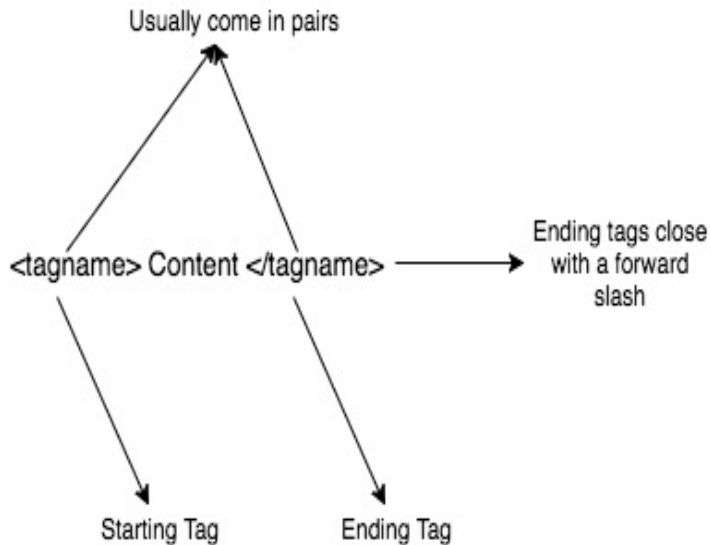 Usually come in pairs
<tagname> Content </tagname>
Ending tags close
with a forward
slash
Starting Tag
Ending Tag